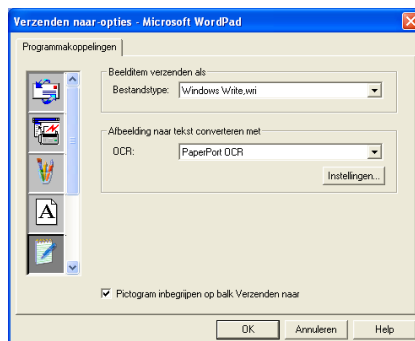 Verzenden naar-opties - Microsoft WordPad
Programmakoppelingen
Beelditem verzenden als
Bestandstype: Windows Write,wri
Afbeelding naar tekst converteren met
OCR: PaperPort OCR
Instellingen...
A
Pictogram inbegrijpen op balk Verzenden naar
OK Annuleren Help